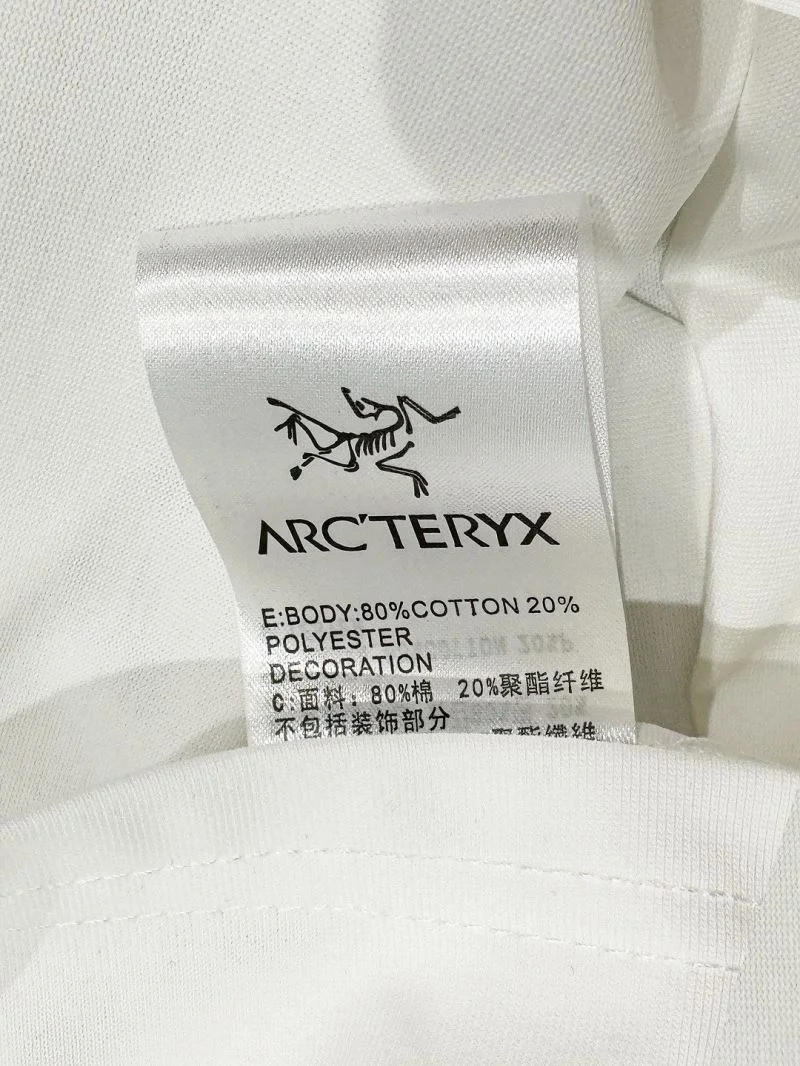 ARC'TERYX
E:BODY:80%COTTON 20%
POLYESTER
DECORATION
C:面料：80%棉 20%聚酯纤维
不包括装饰部分